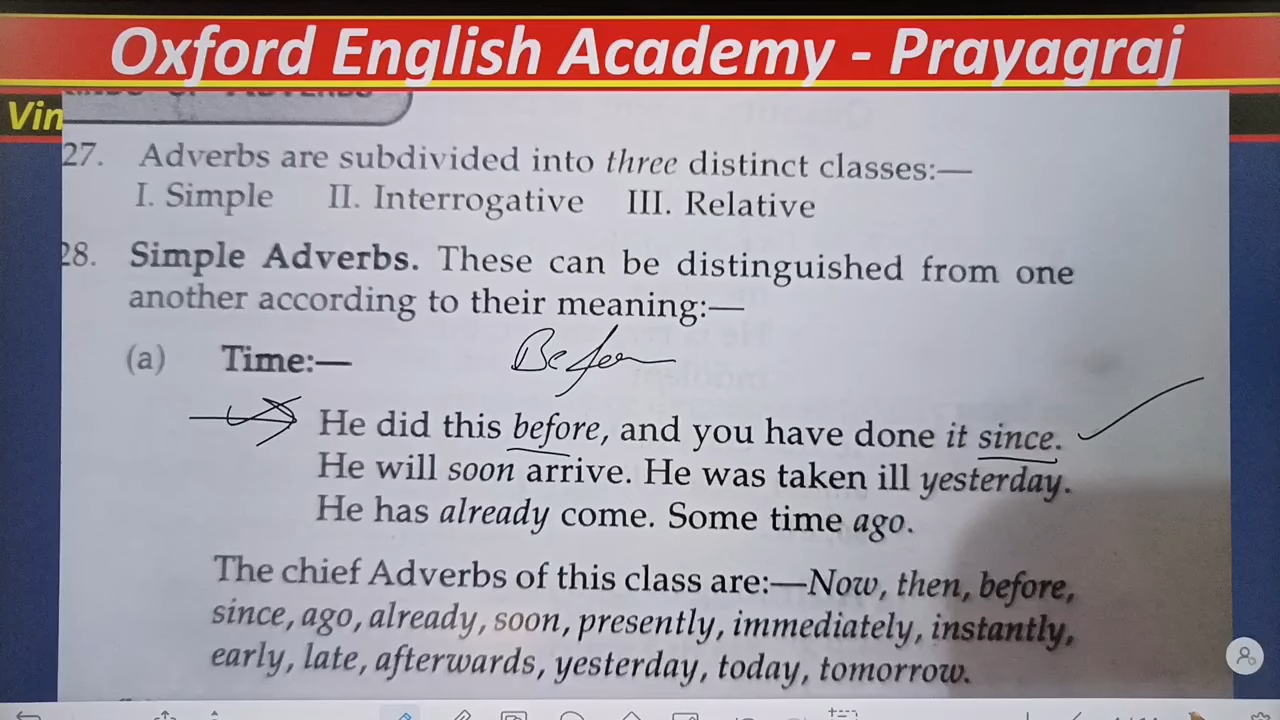 Oxford English Academy - Prayagraj
Vin
27. Adverbs are subdivided into three distinct classes:—
I. Simple II. Interrogative III. Relative
28. Simple Adverbs. These can be distinguished from one
another according to their meaning:—
(a) Time:—
He did this before, and you have done it since.
He will soon arrive. He was taken ill yesterday.
He has already come. Some time ago.
The chief Adverbs of this class are:—Now, then, before,
since, ago, already, soon, presently, immediately, instantly,
early, late, afterwards, yesterday, today, tomorrow.